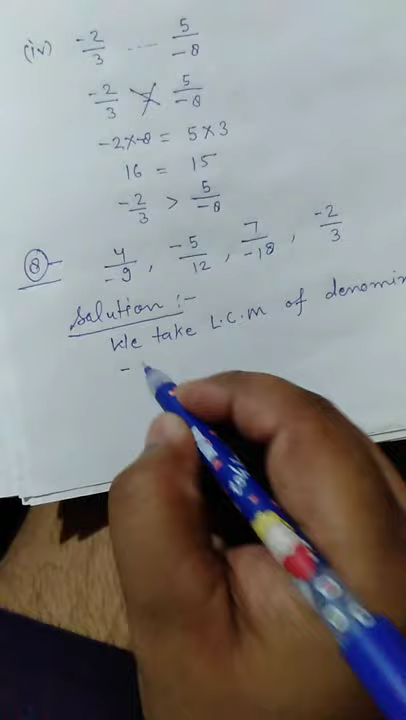 (iv) -2/3 .... 5/-8
-2/3 × 5/-8
-2×-8 = 5×3
16 = 15
-2/3 > 5/-8
8 4/-9, -5/12, 7/-18, -2/3
Solution :-
We take L.C.M of denomin
-